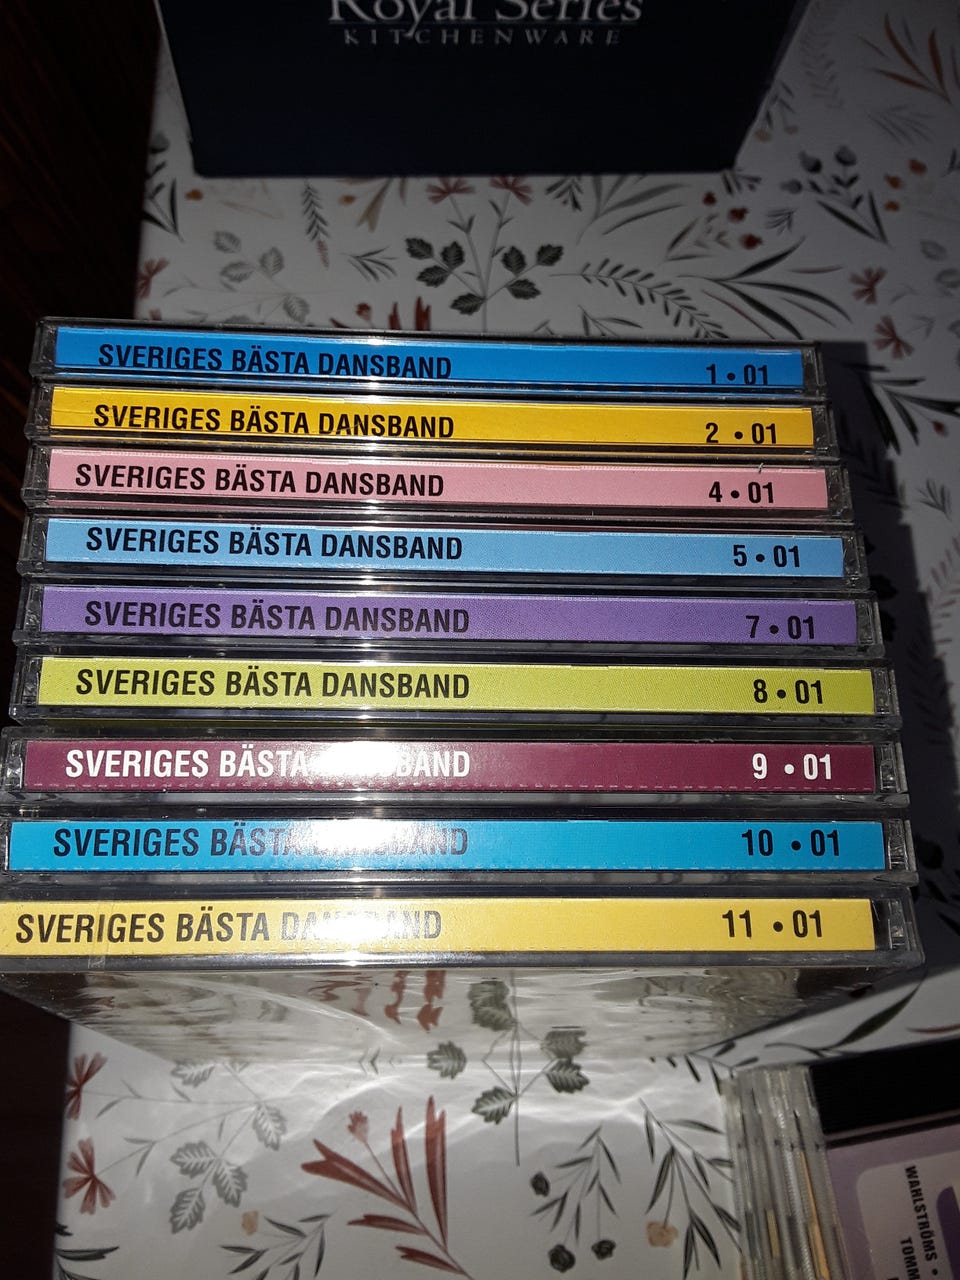 Royal Series
KITCHENWARE
SVERIGES BÄSTA DANSBAND 1 • 01
SVERIGES BÄSTA DANSBAND 2 • 01
SVERIGES BÄSTA DANSBAND 4 • 01
SVERIGES BÄSTA DANSBAND 5 • 01
SVERIGES BÄSTA DANSBAND 7 • 01
SVERIGES BÄSTA DANSBAND 8 • 01
SVERIGES BÄSTA DANSBAND 9 • 01
SVERIGES BÄSTA DANSBAND 10 • 01
SVERIGES BÄSTA DANSBAND 11 • 01
WAHLSTRÖMS •
TOMM